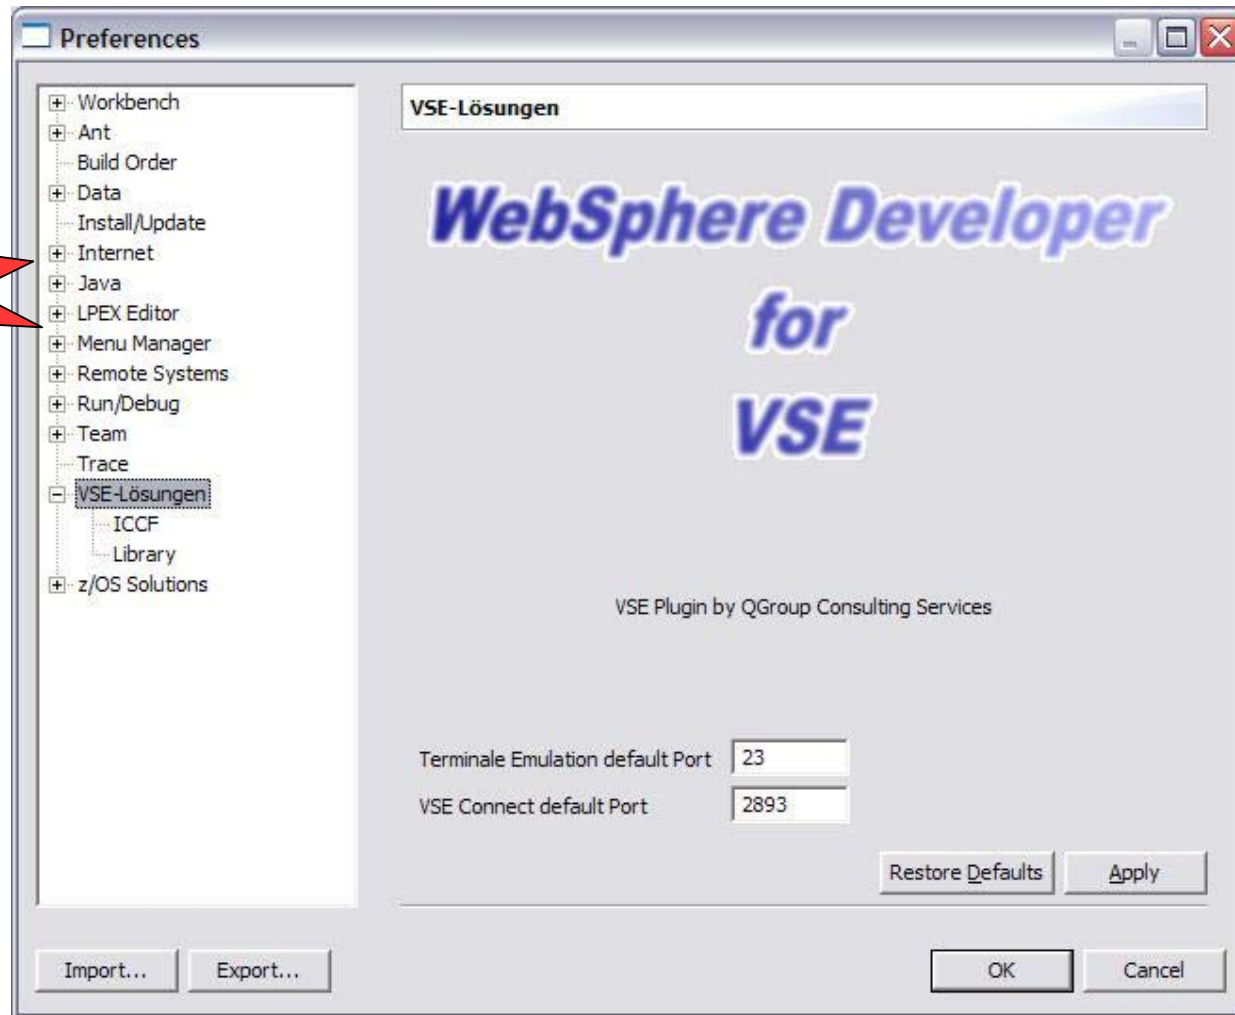 Preferences
Workbench
Ant
Build Order
Data
Install/Update
Internet
Java
LPEX Editor
Menu Manager
Remote Systems
Run/Debug
Team
Trace
VSE-Lösungen
ICCF
Library
z/OS Solutions
VSE-Lösungen
WebSphere Developer
for
VSE
VSE Plugin by QGroup Consulting Services
Terminale Emulation default Port 23
VSE Connect default Port 2893
Restore Defaults Apply
Import... Export... OK Cancel